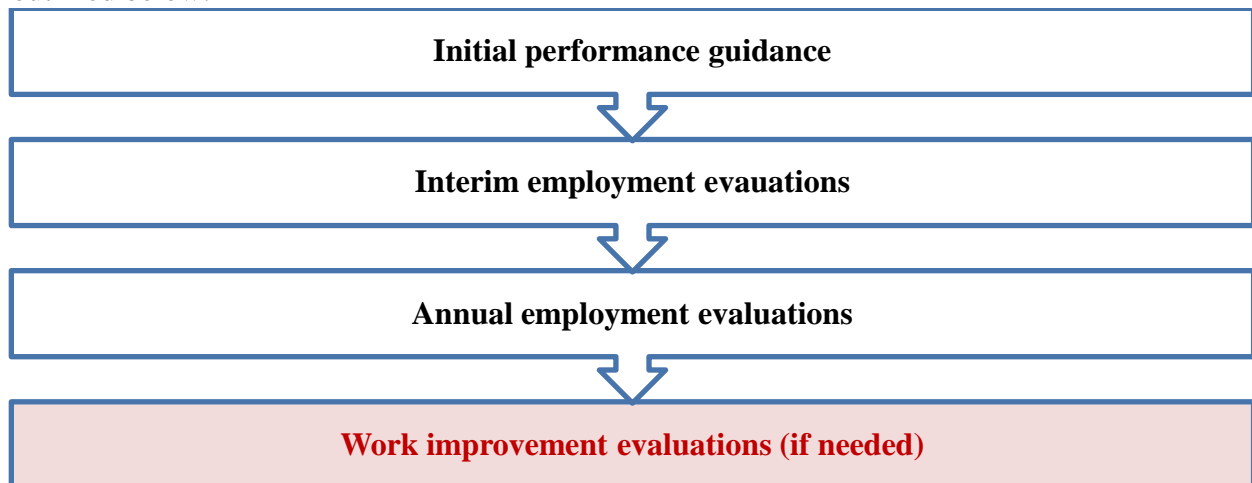 Initial performance guidance
Interim employment evauations
Annual employment evaluations
Work improvement evaluations (if needed)